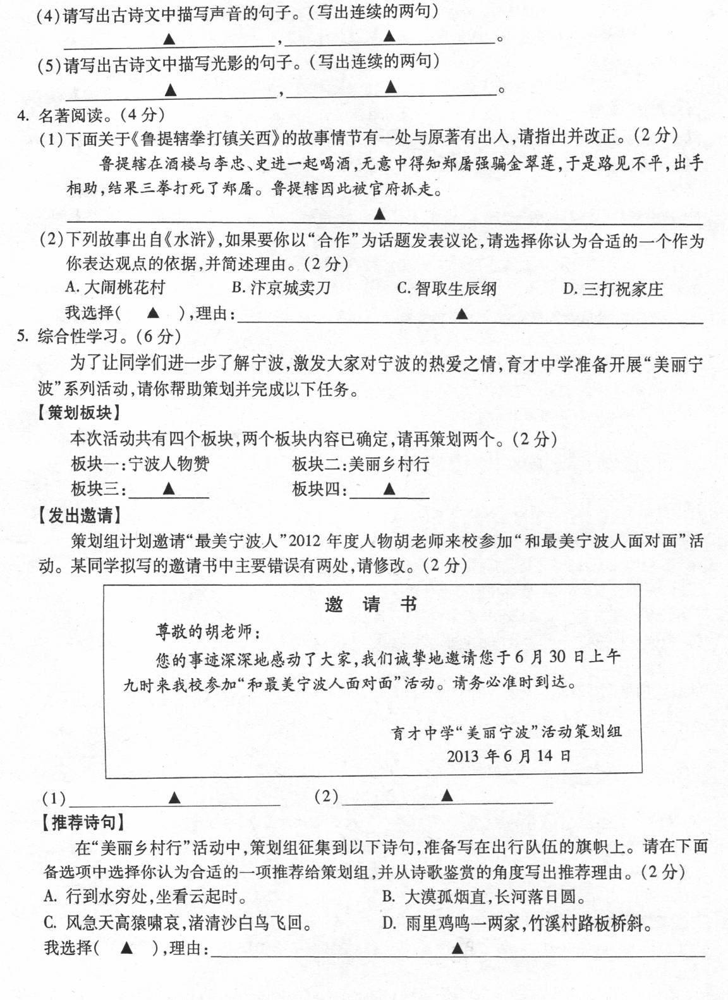 (4)请写出古诗文中描写声音的句子。(写出连续的两句)
▲,▲。
(5)请写出古诗文中描写光影的句子。(写出连续的两句)
▲,▲。
4. 名著阅读。(4 分)
(1)下面关于《鲁提辖拳打镇关西》的故事情节有一处与原著有出入,请指出并改正。(2 分)
鲁提辖在酒楼与李忠、史进一起喝酒,无意中得知郑屠强骗金翠莲,于是路见不平,出手
相助,结果三拳打死了郑屠。鲁提辖因此被官府抓走。
▲
(2)下列故事出自《水浒》,如果要你以“合作”为话题发表议论,请选择你认为合适的一个作为
你表达观点的依据,并简述理由。(2 分)
A. 大闹桃花村 B. 汴京城卖刀 C. 智取生辰纲 D. 三打祝家庄
我选择( ▲ ),理由:▲
5. 综合性学习。(6 分)
为了让同学们进一步了解宁波,激发大家对宁波的热爱之情,育才中学准备开展“美丽宁
波”系列活动,请你帮助策划并完成以下任务。
【策划板块】
本次活动共有四个板块,两个板块内容已确定,请再策划两个。(2 分)
板块一:宁波人物赞 板块二:美丽乡村行
板块三:▲ 板块四:▲
【发出邀请】
策划组计划邀请“最美宁波人”2012 年度人物胡老师来校参加“和最美宁波人面对面”活
动。某同学拟写的邀请书中主要错误有两处,请修改。(2 分)
邀 请 书
尊敬的胡老师:
您的事迹深深地感动了大家,我们诚挚地邀请您于 6 月 30 日上午
九时来我校参加“和最美宁波人面对面”活动。请务必准时到达。
育才中学“美丽宁波”活动策划组
2013 年 6 月 14 日
(1)▲ (2)▲
【推荐诗句】
在“美丽乡村行”活动中,策划组征集到以下诗句,准备写在出行队伍的旗帜上。请在下面
备选项中选择你认为合适的一项推荐给策划组,并从诗歌鉴赏的角度写出推荐理由。(2 分)
A. 行到水穷处,坐看云起时。 B. 大漠孤烟直,长河落日圆。
C. 风急天高猿啸哀,渚清沙白鸟飞回。 D. 雨里鸡鸣一两家,竹溪村路板桥斜。
我选择( ▲ ),理由:▲